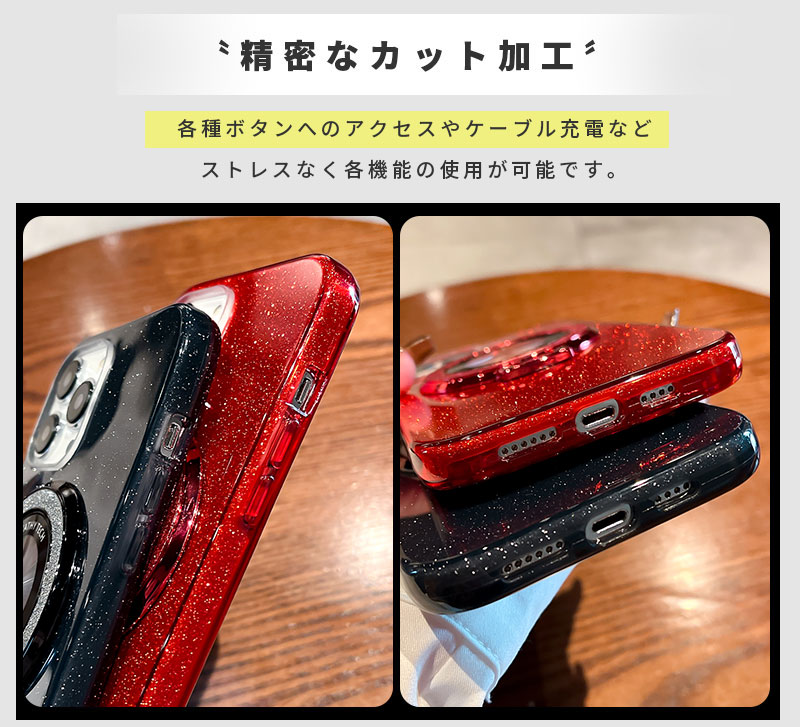 〝精密なカット加工〞
各種ボタンへのアクセスやケーブル充電など
ストレスなく各機能の使用が可能です。